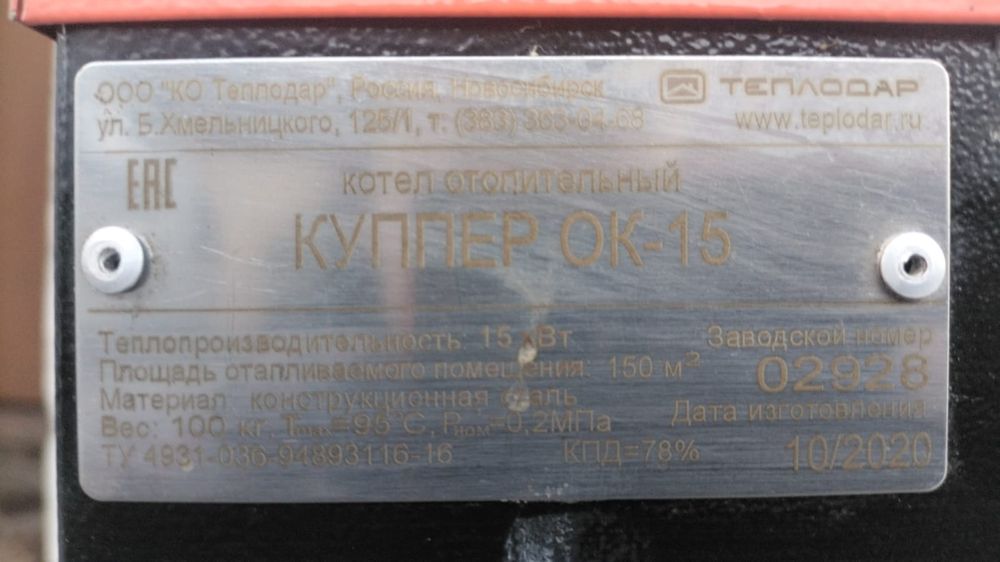 ООО "КО Теплодар", Россия, Новосибирск
ул. Б.Хмельницкого, 125/1, т. (383) 363-04-68
ТЕПЛОДАР
www.teplodar.ru
ЕАС
котел отопительный
КУППЕР ОК-15
Теплопроизводительность: 15 кВт
Площадь отапливаемого помещения: 150 м²
Материал: конструкционная сталь
Вес: 100 кг, Tmax=95°С, Pном=0,2МПа
ТУ 4931-036-94893116-16
КПД=78%
Заводской номер
02928
Дата изготовления
10/2020